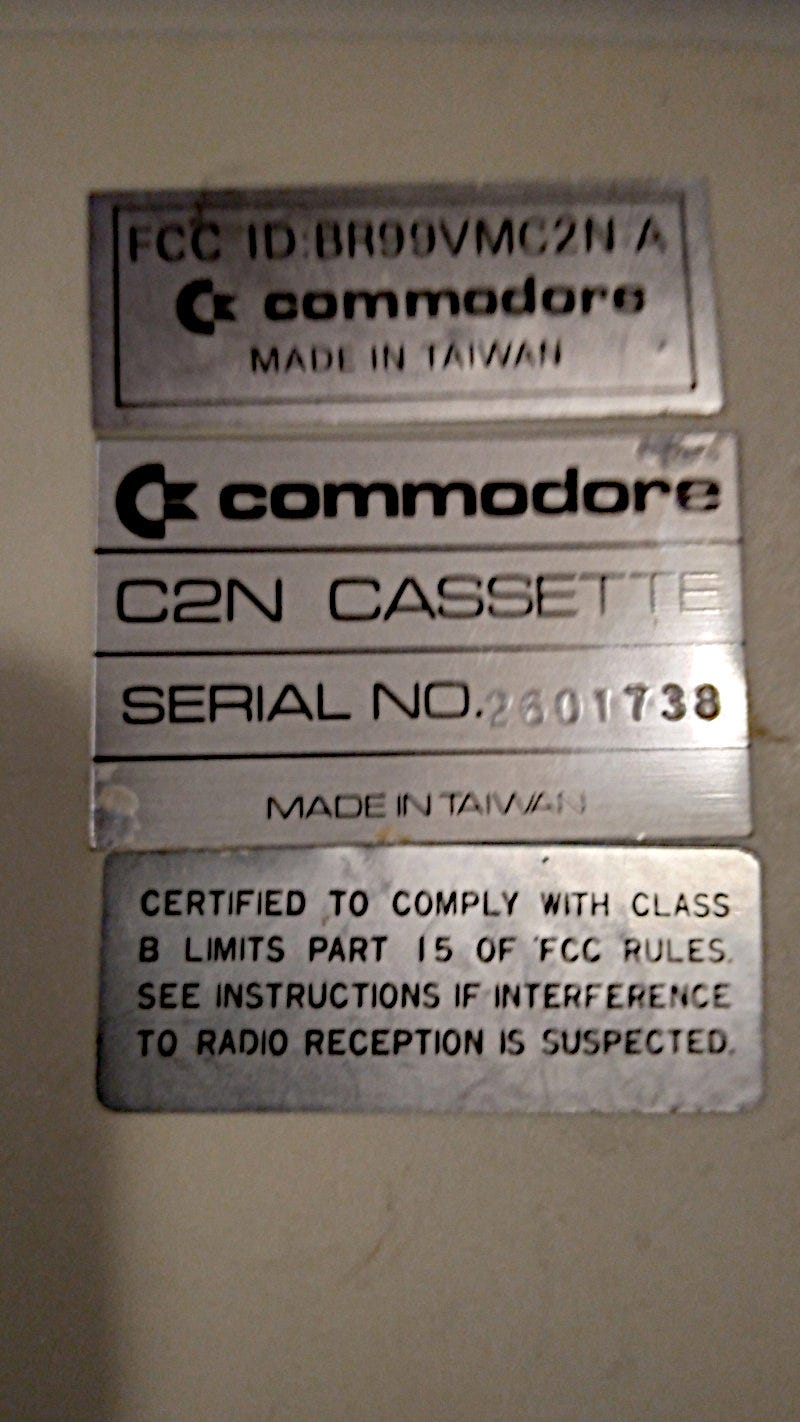 FCC ID:BR99VMC2N A
commodore
MADE IN TAIWAN
commodore
C2N CASSETTE
SERIAL NO. 2601738
MADE IN TAIWAN
CERTIFIED TO COMPLY WITH CLASS
B LIMITS PART 15 OF FCC RULES.
SEE INSTRUCTIONS IF INTERFERENCE
TO RADIO RECEPTION IS SUSPECTED.